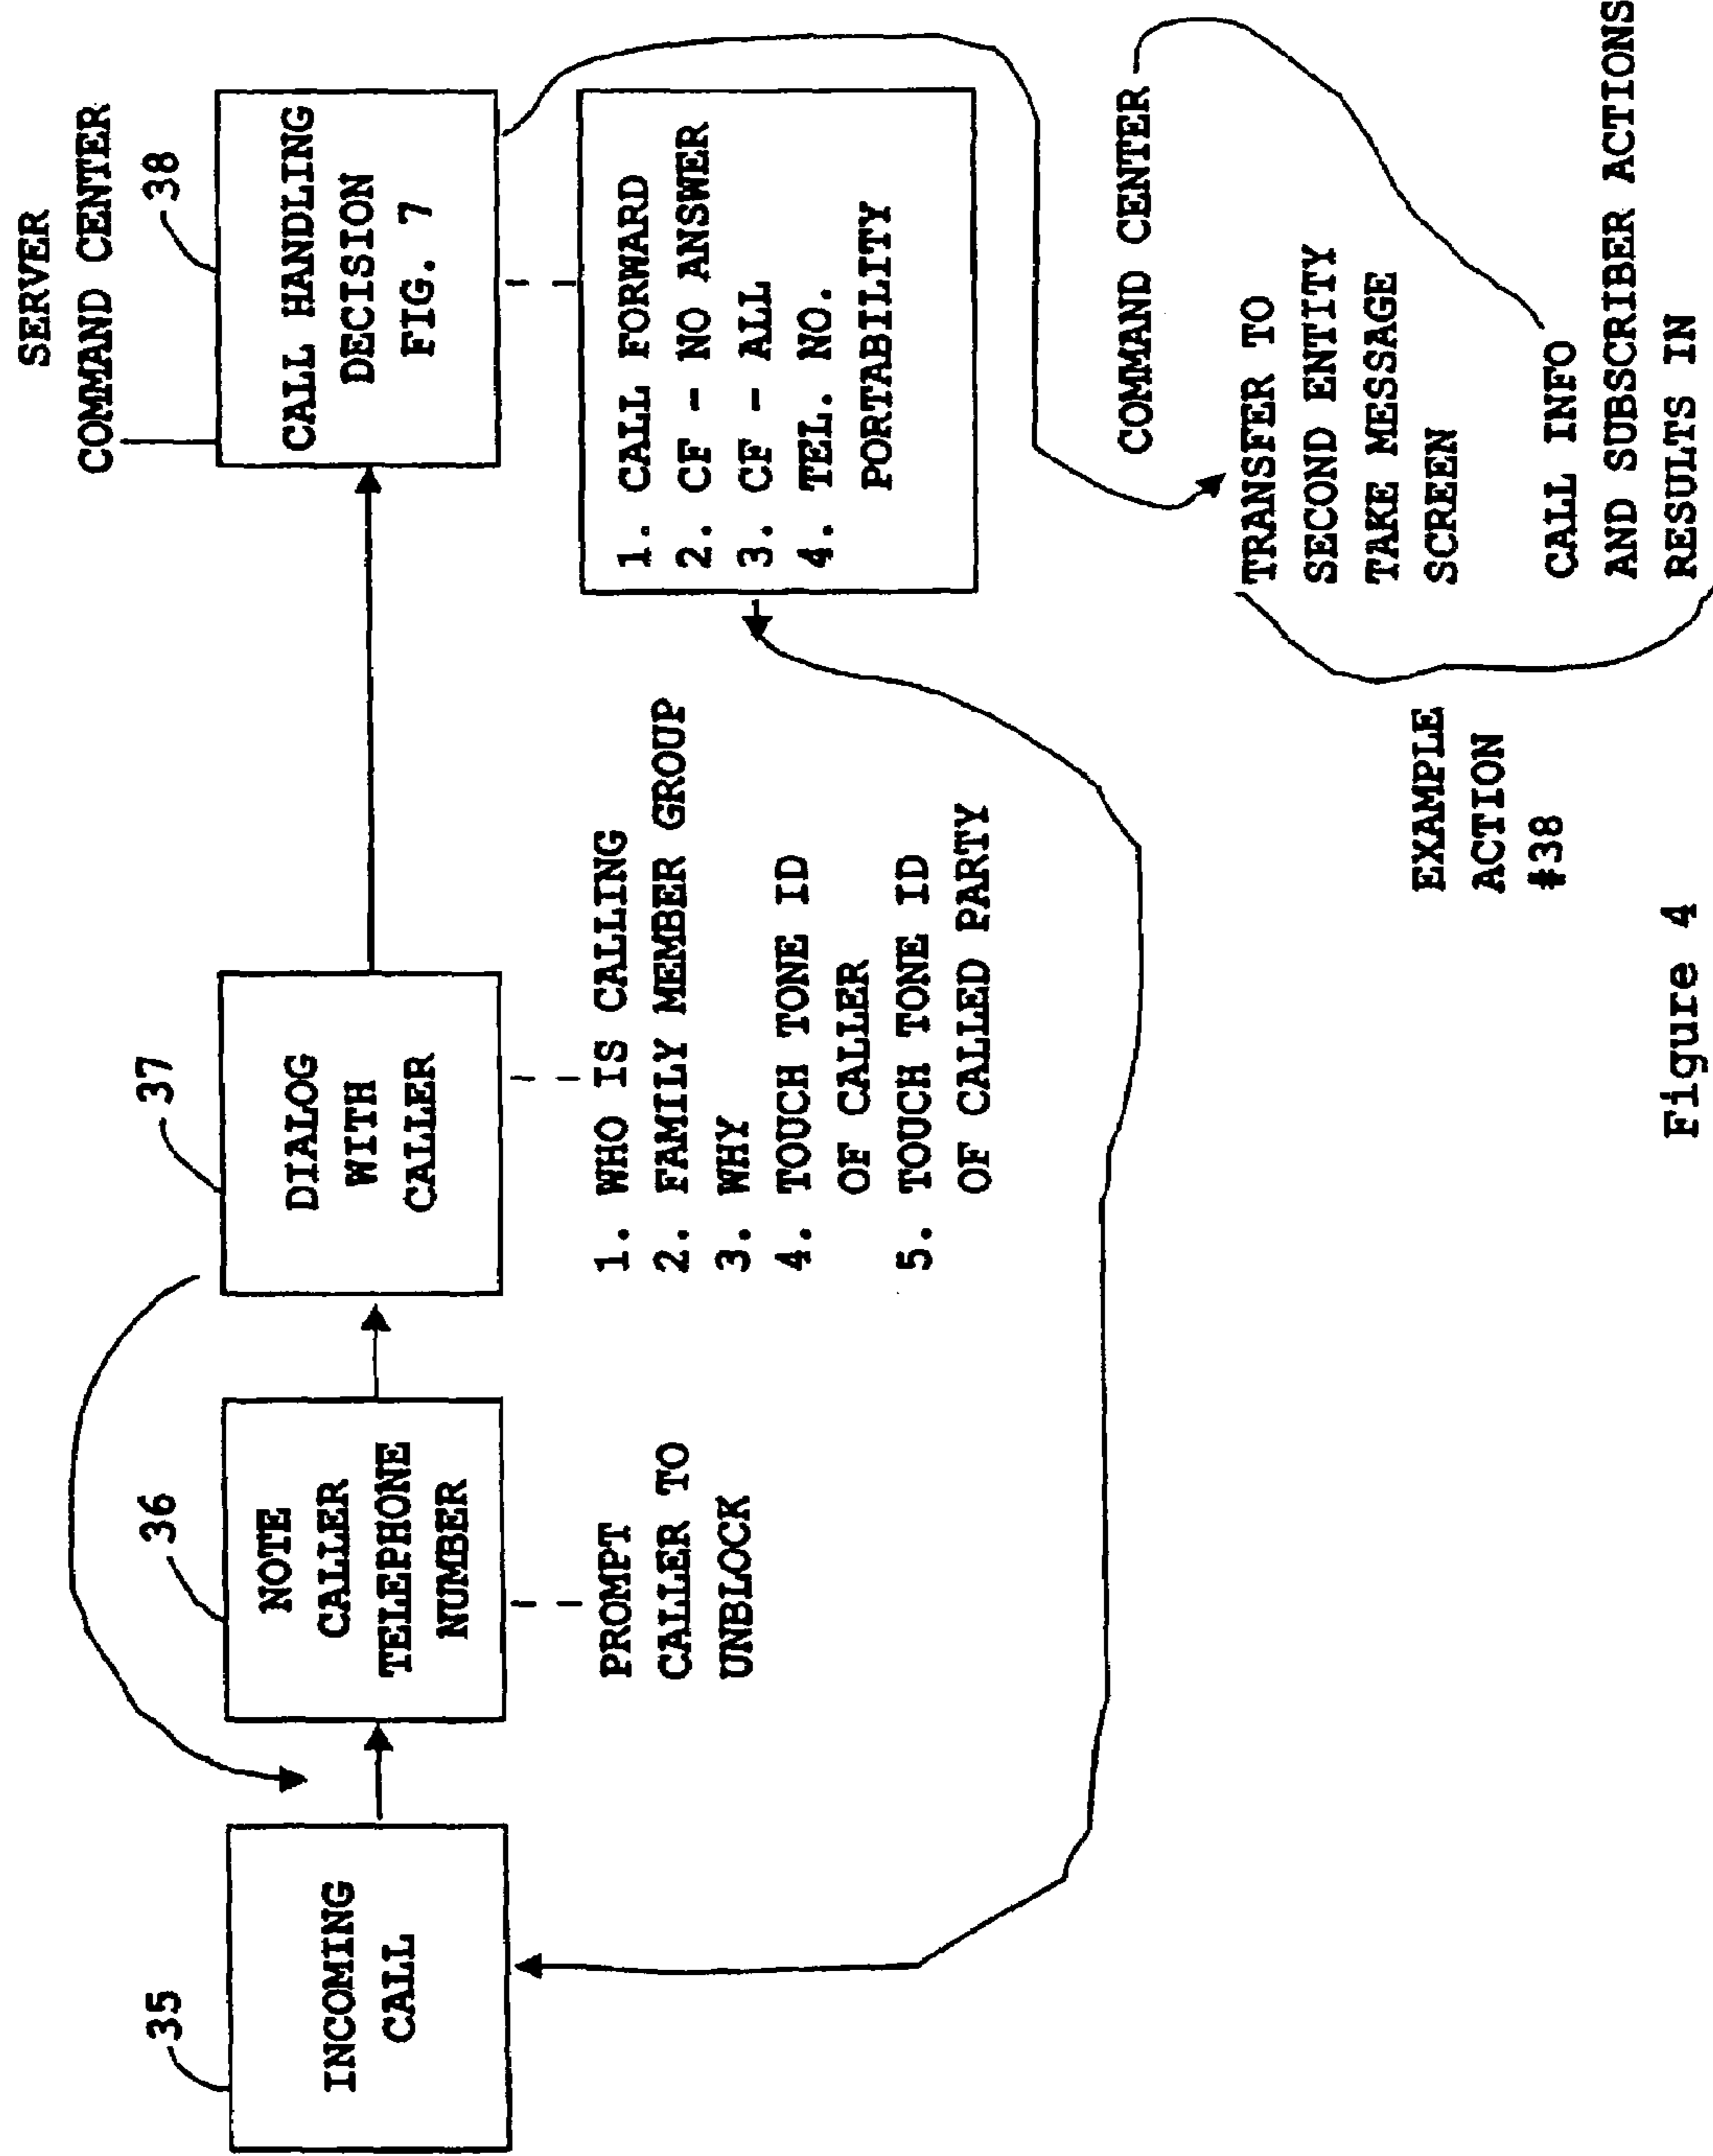 SERVER
COMMAND CENTER
35
INCOMING
CALL
36
NOTE
CALLER
TELEPHONE
NUMBER
37
DIALOG
WITH
CALLER
38
CALL HANDLING
DECISION
FIG. 7
PROMPT
CALLER TO
UNBLOCK
1. WHO IS CALLING
2. FAMILY MEMBER GROUP
3. WHY
4. TOUCH TONE ID
OF CALLER
5. TOUCH TONE ID
OF CALLED PARTY
1. CALL FORWARD
2. CF - NO ANSWER
3. CF - ALL
4. TEL. NO.
PORTABILITY
COMMAND CENTER
TRANSFER TO
SECOND ENTITY
TAKE MESSAGE
SCREEN
CALL INFO
AND SUBSCRIBER ACTIONS
RESULTS IN
EXAMPLE
ACTION
#38
Figure 4